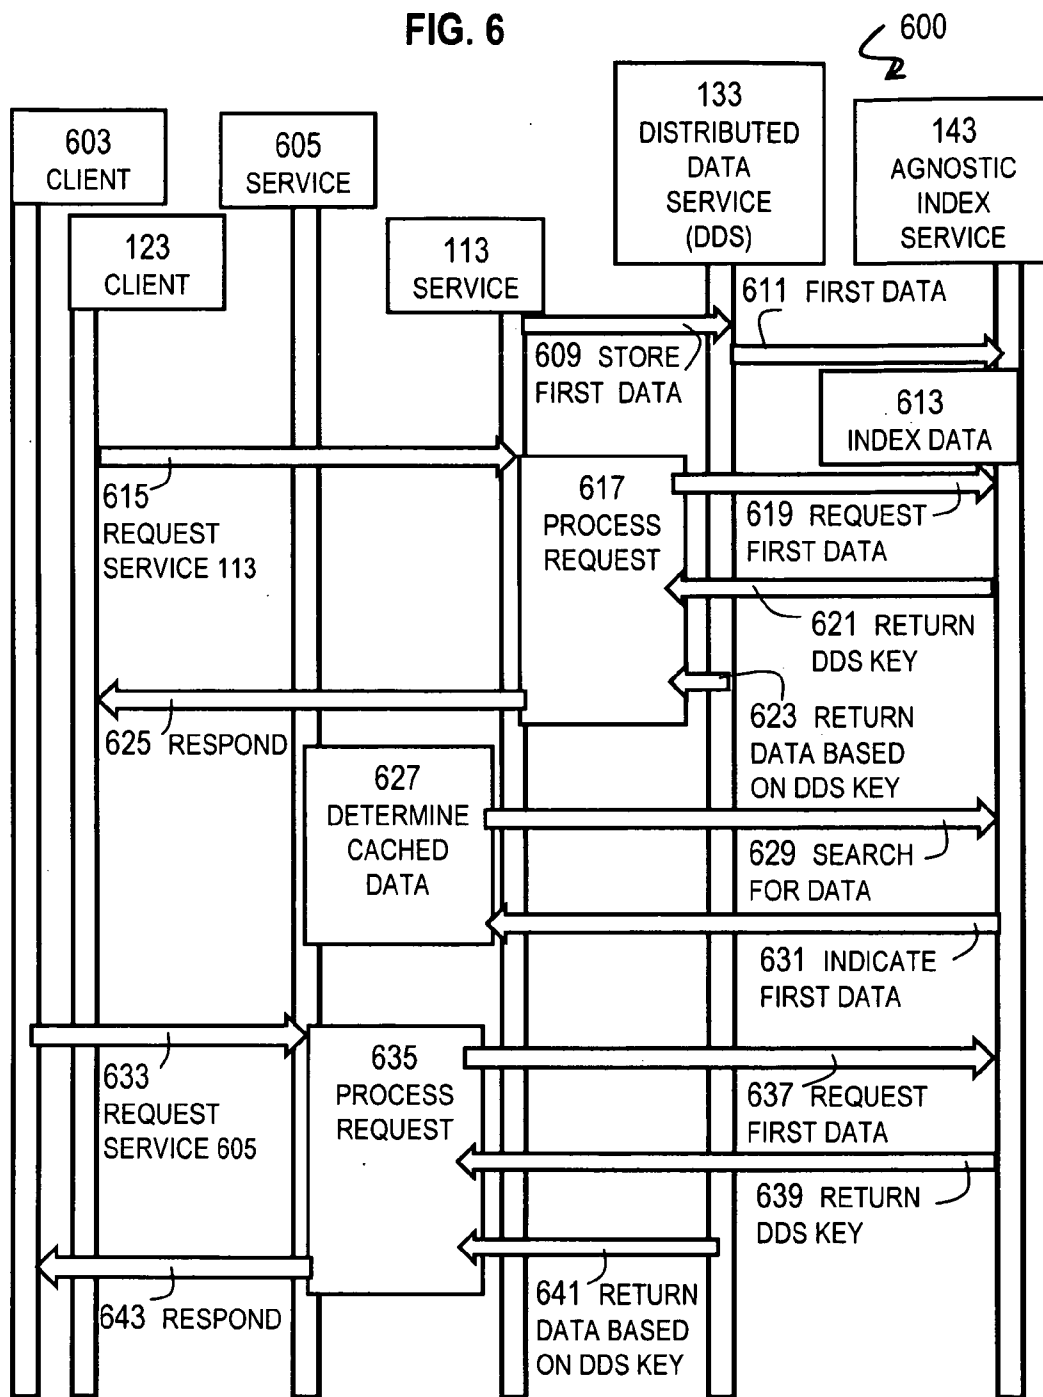 FIG. 6
600
603
CLIENT
605
SERVICE
133
DISTRIBUTED
DATA
SERVICE
(DDS)
143
AGNOSTIC
INDEX
SERVICE
123
CLIENT
113
SERVICE
611 FIRST DATA
609 STORE
FIRST DATA
613
INDEX DATA
615
REQUEST
SERVICE 113
617
PROCESS
REQUEST
619 REQUEST
FIRST DATA
621 RETURN
DDS KEY
623 RETURN
DATA BASED
ON DDS KEY
625 RESPOND
627
DETERMINE
CACHED
DATA
629 SEARCH
FOR DATA
631 INDICATE
FIRST DATA
633
REQUEST
SERVICE 605
635
PROCESS
REQUEST
637 REQUEST
FIRST DATA
639 RETURN
DDS KEY
641 RETURN
DATA BASED
ON DDS KEY
643 RESPOND